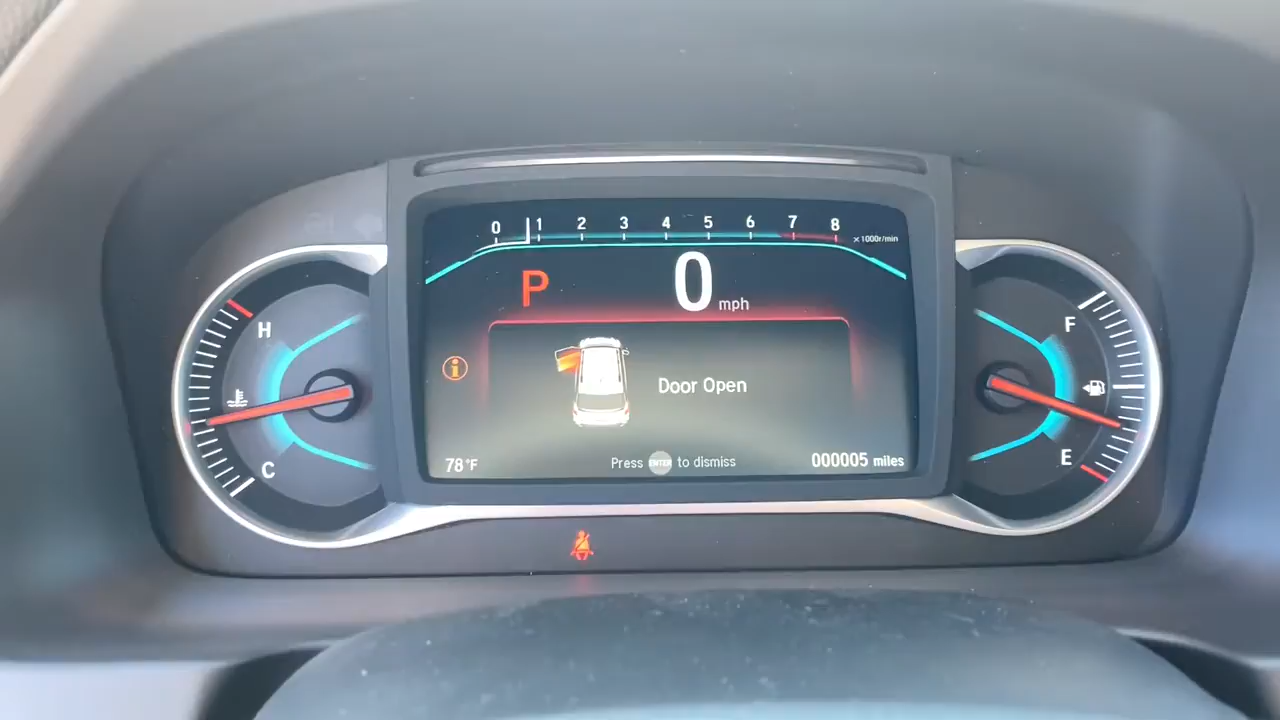 0 1 2 3 4 5 6 7 8 x1000r/min
P 0 mph
H
F
i
Door Open
C
E
78°F
Press ENTER to dismiss
000005 miles